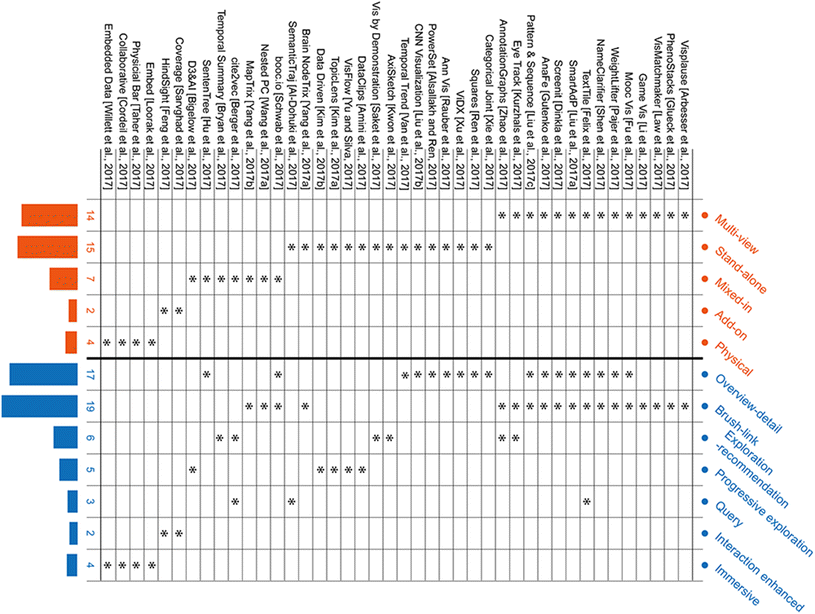 Multi-view
Stand-alone
Mixed-in
Add-on
Physical
Overview-detail
Brush-link
Exploration
-recommendation
Progressive exploration
Query
Interaction enhanced
Immersive
Visplause [Arbesser et al., 2017] * *
PhenoStacks [Glueck et al., 2017] * *
VisMatchmaker [Law et al., 2017] * *
Game Vis [Li et al., 2017] * *
Mooc Vis [Fu et al., 2017] * * *
WeightLifter [Pajer et al., 2017] * * *
NameClarifier [Shen et al., 2017] * * *
TextTile [Felix et al., 2017] * * * *
SmartAdP [Liu et al., 2017a] * * *
Screenit [Dinkla et al., 2017] * * *
AnaFe [Gutenko et al., 2017] * * *
Pattern & Sequence [Liu et al., 2017c] * * *
Eye Track [Kurzhals et al., 2017] * * *
AnnotationGraphs [Zhao et al., 2017] * * *
Categorical Joint [Xie et al., 2017] * *
Squares [Ren et al., 2017] * *
ViDX [Xu et al., 2017] * *
Ann Vis [Rauber et al., 2017] * *
PowerSet [Alsallakh and Ren, 2017] * *
CNN Visualization [Liu et al., 2017b] * *
Temporal Trend [Van et al., 2017] * *
AxiSketch [Kwon et al., 2017] * *
Vis by Demonstration [Saket et al., 2017] * *
DataClips [Amini et al., 2017] * *
VisFlow [Yu and Silva, 2017] * *
TopicLens [Kim et al., 2017a] * *
Data Driven [Kim et al., 2017b] * *
Brain NodeTrix [Yang et al., 2017a] * *
SemanticTraj [Al-Dohuki et al., 2017] * *
booc.io [Schwab et al., 2017] * * *
Nested PC [Wang et al., 2017a] * *
MapTrix [Yang et al., 2017b] * *
cite2vec [Berger et al., 2017] * * *
Temporal Summary [Bryan et al., 2017] * *
SentenTree [Hu et al., 2017] * *
D3&AI [Bigelow et al., 2017] * *
Coverage [Sarighad et al., 2017] * *
HindSight [Feng et al., 2017] * *
Embed [Loorak et al., 2017] * *
Physicial Bar [Taher et al., 2017] * *
Collaborative [Cordeil et al., 2017] * *
Embedded Data [Willett et al., 2017] * *
14 15 7 2 4 17 19 6 5 3 2 4